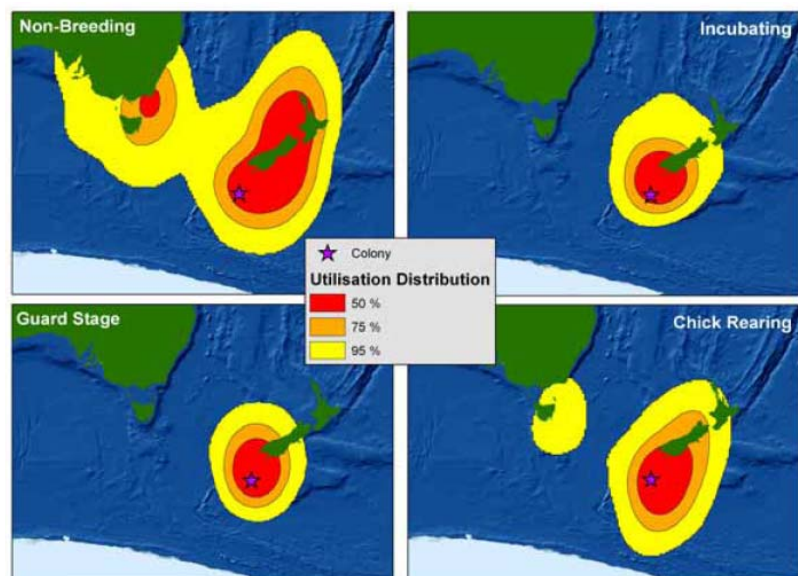 Non-Breeding
Incubating
Colony
Utilisation Distribution
50 %
75 %
95 %
Guard Stage
Chick Rearing